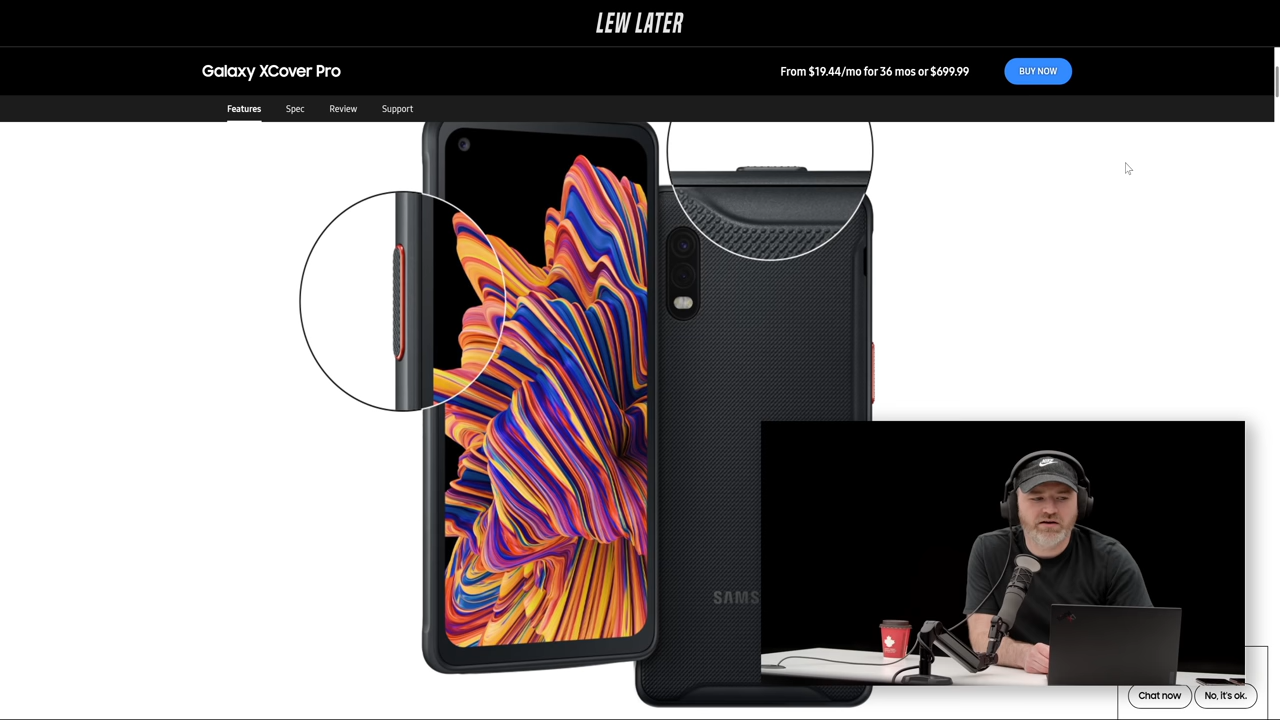 LEW LATER
Galaxy XCover Pro
From $19.44/mo for 36 mos or $699.99
BUY NOW
Features
Spec
Review
Support
SAMS
Chat now
No, it's ok.